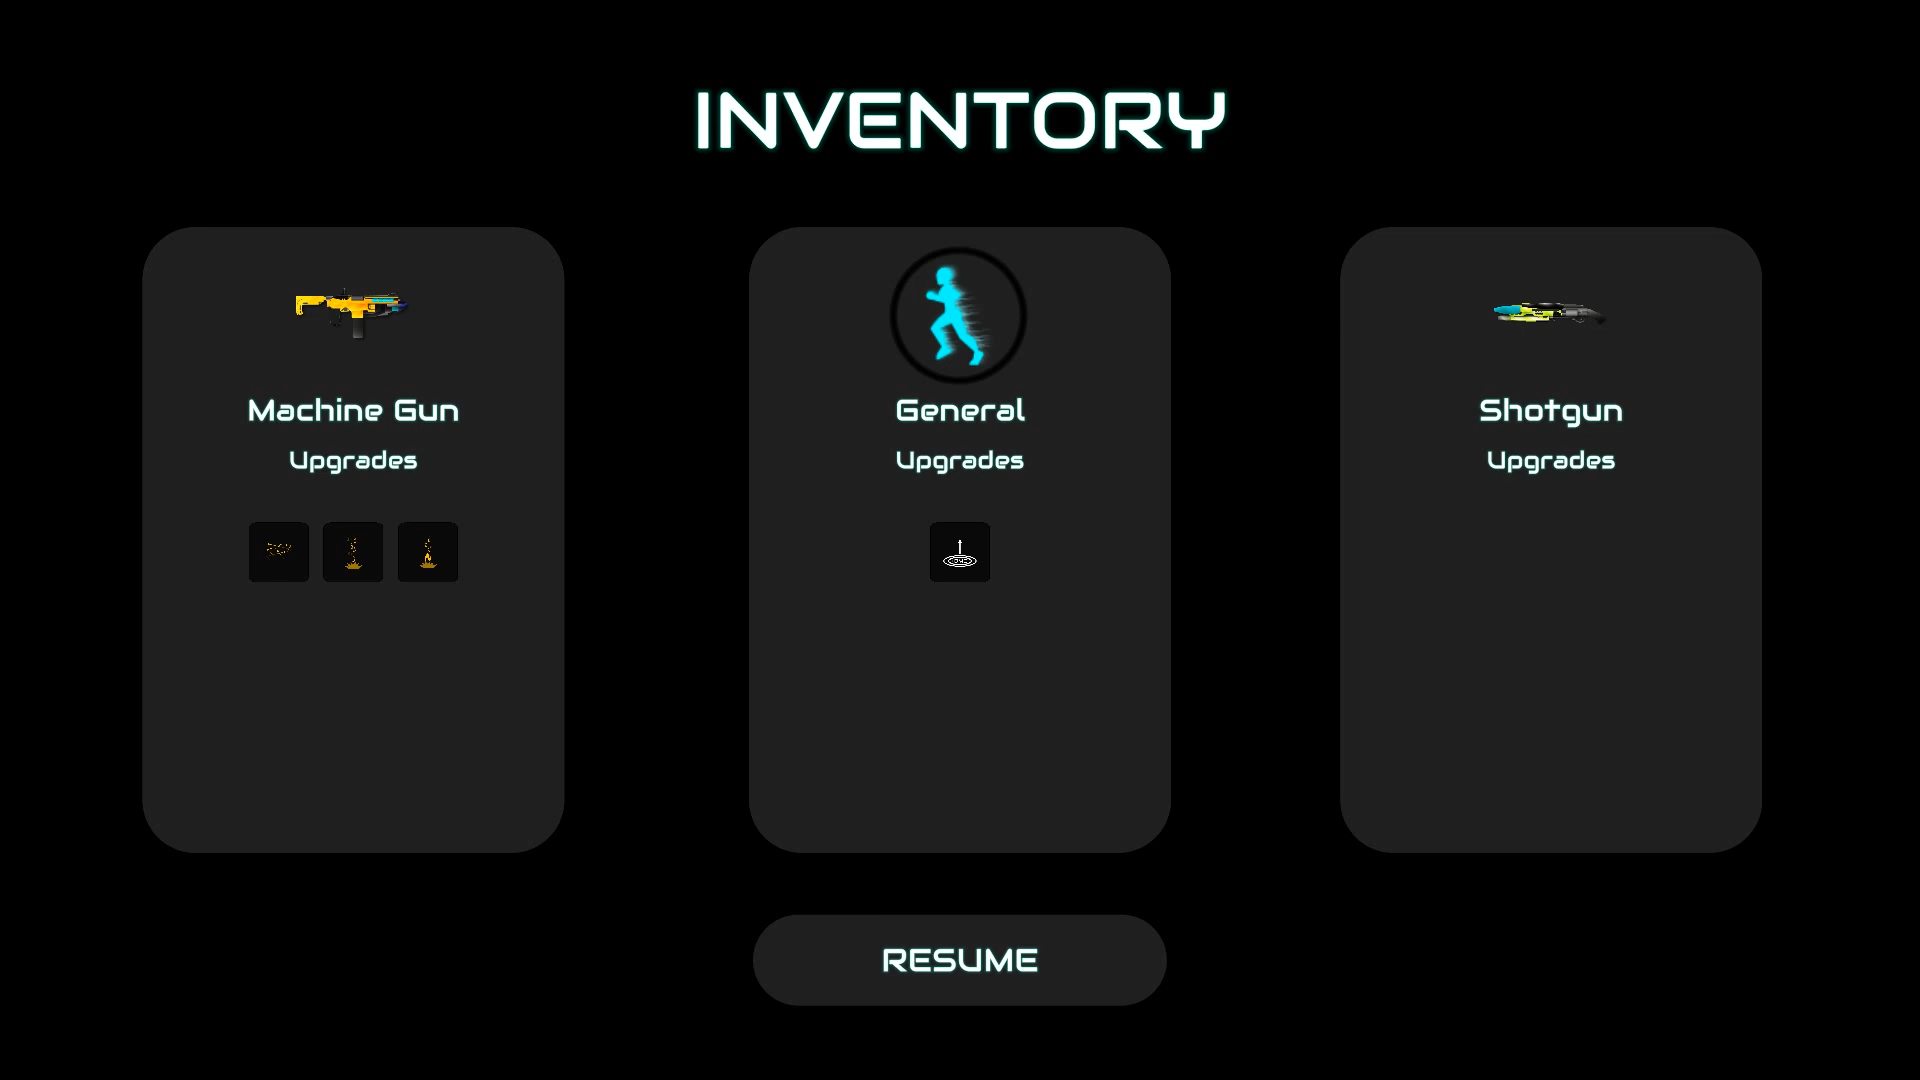 INVENTORY
Machine Gun
Upgrades
General
Upgrades
Shotgun
Upgrades
RESUME